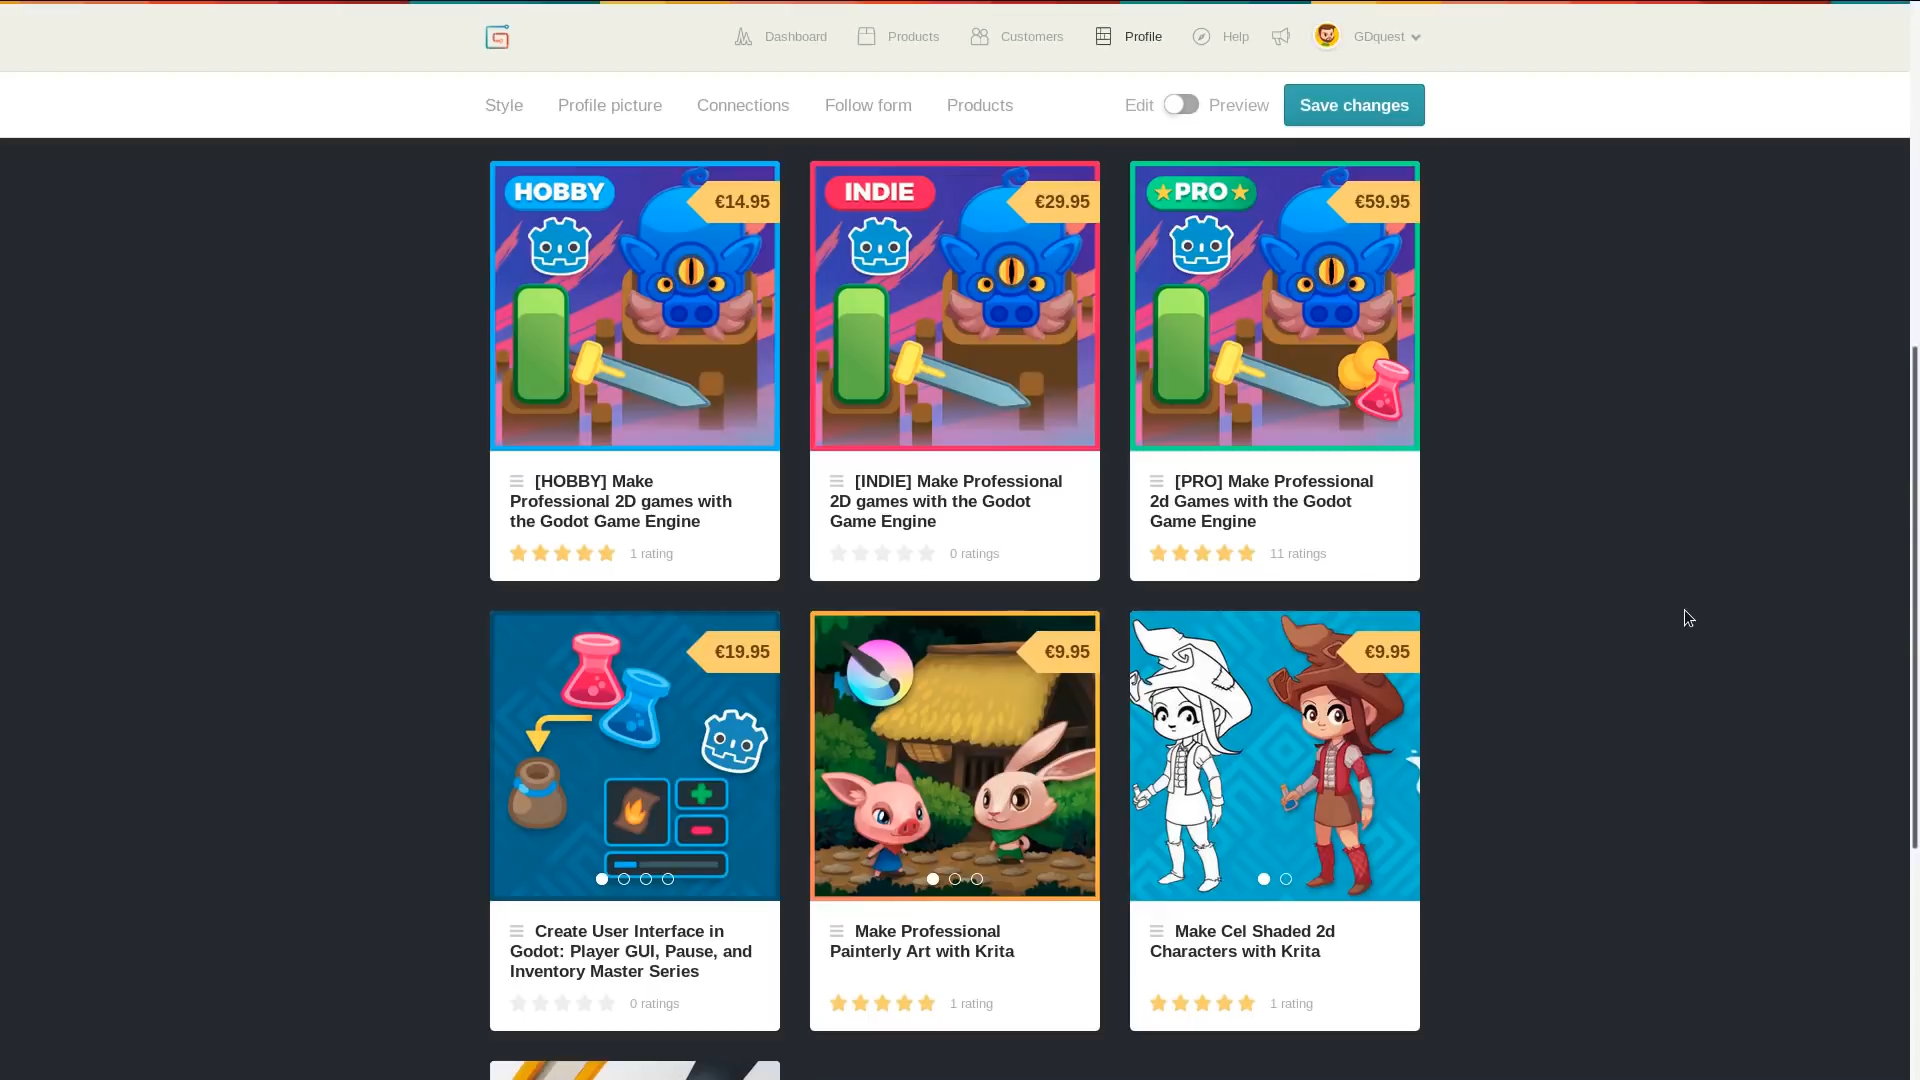 Dashboard
Products
Customers
Profile
Help
GDquest
Style
Profile picture
Connections
Follow form
Products
Edit
Preview
Save changes
HOBBY
€14.95
INDIE
€29.95
PRO
€59.95
[HOBBY] Make
Professional 2D games with
the Godot Game Engine
1 rating
[INDIE] Make Professional
2D games with the Godot
Game Engine
0 ratings
[PRO] Make Professional
2d Games with the Godot
Game Engine
11 ratings
€19.95
€9.95
€9.95
Create User Interface in
Godot: Player GUI, Pause, and
Inventory Master Series
0 ratings
Make Professional
Painterly Art with Krita
1 rating
Make Cel Shaded 2d
Characters with Krita
1 rating